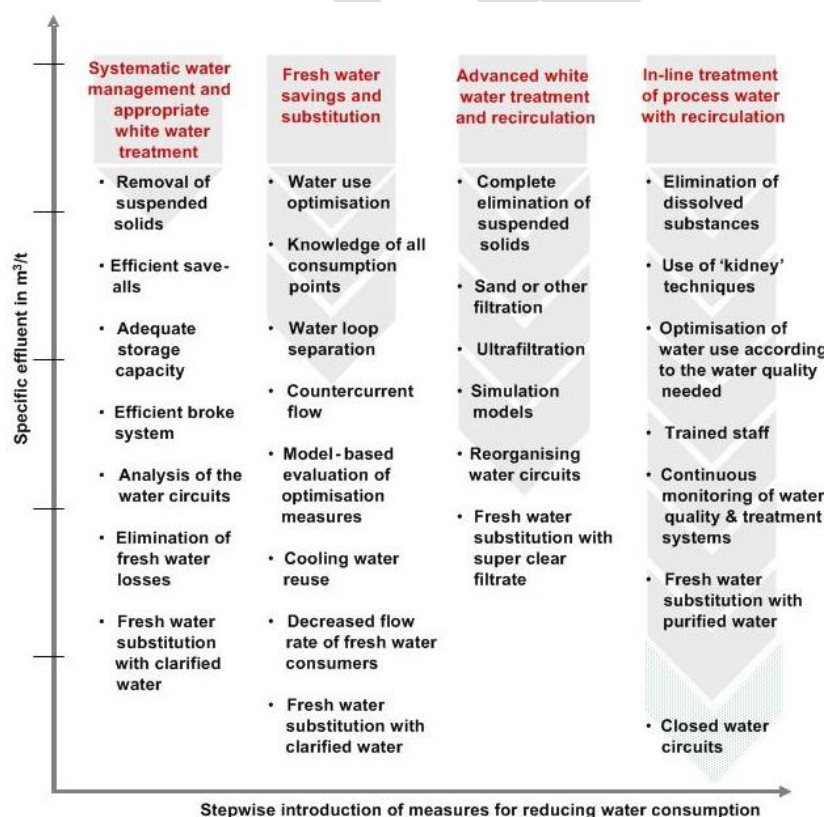 Specific effluent in m³/t
Systematic water
management and
appropriate
white water
treatment
• Removal of
suspended
solids
• Efficient save-
alls
• Adequate
storage
capacity
• Efficient broke
system
• Analysis of the
water circuits
• Elimination of
fresh water
losses
• Fresh water
substitution
with clarified
water
Fresh water
savings and
substitution
• Water use
optimisation
• Knowledge of all
consumption
points
• Water loop
separation
• Countercurrent
flow
• Model-based
evaluation of
optimisation
measures
• Cooling water
reuse
• Decreased flow
rate of fresh water
consumers
• Fresh water
substitution with
clarified water
Advanced white
water treatment
and recirculation
• Complete
elimination of
suspended
solids
• Sand or other
filtration
• Ultrafiltration
• Simulation
models
• Reorganising
water circuits
• Fresh water
substitution with
super clear
filtrate
In-line treatment
of process water
with recirculation
• Elimination of
dissolved
substances
• Use of ‘kidney’
techniques
• Optimisation of
water use according
to the water quality
needed
• Trained staff
• Continuous
monitoring of water
quality & treatment
systems
• Fresh water
substitution with
purified water
• Closed water
circuits
Stepwise introduction of measures for reducing water consumption